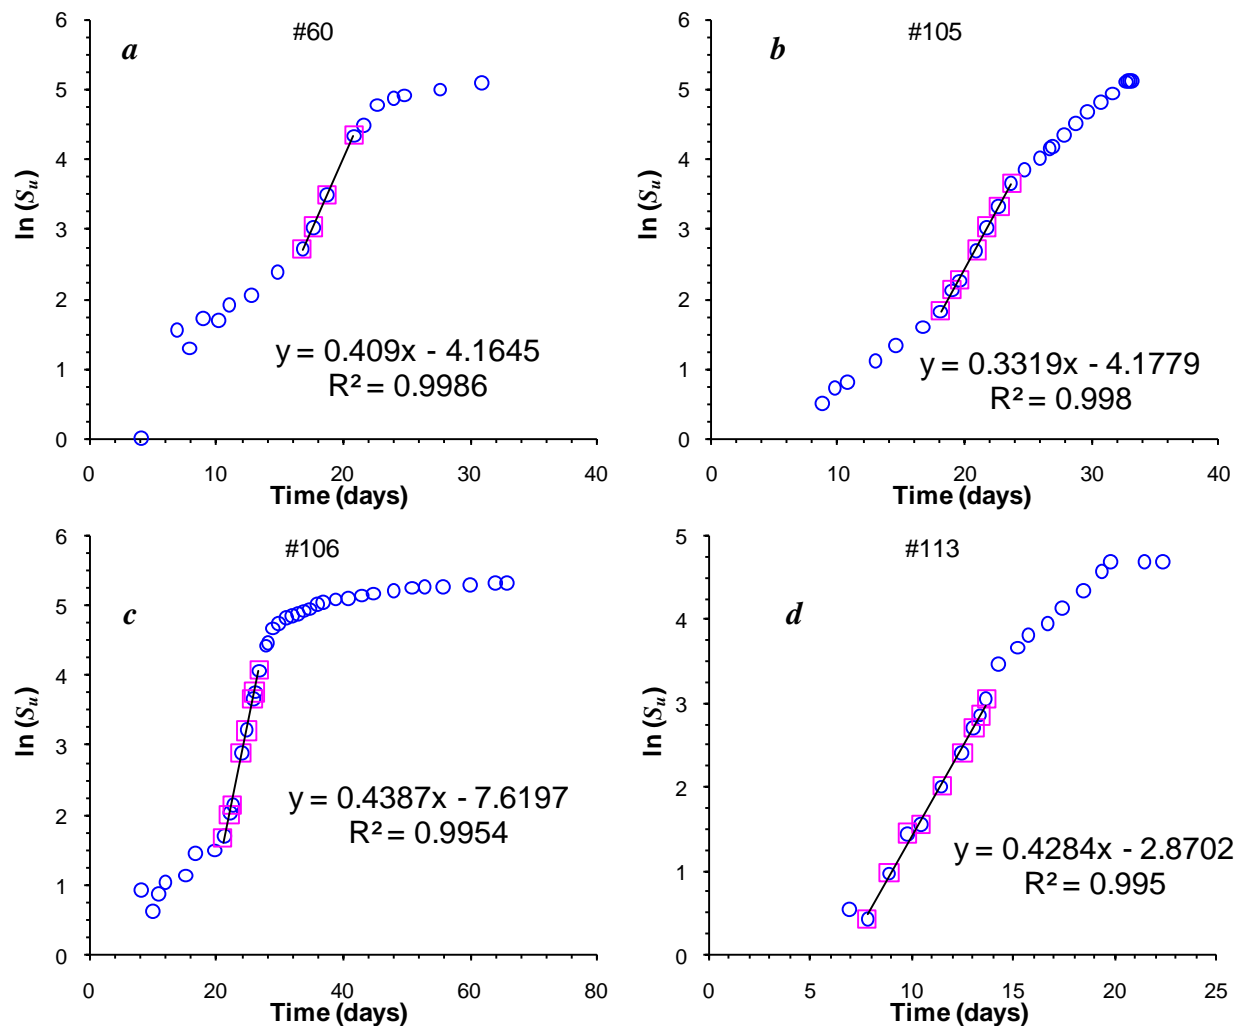 a
#60
ln (Su)
6
5
4
3
2
1
0
y = 0.409x - 4.1645
R² = 0.9986
0 20 40
Time (days)
b
#105
ln (Su)
6
5
4
3
2
1
0
y = 0.3319x - 4.1779
R² = 0.998
0 10 20 30 40
Time (days)
c
#106
ln (Su)
6
5
4
3
2
1
0
y = 0.4387x - 7.6197
R² = 0.9954
0 20 40 60 80
Time (days)
d
#113
ln (Su)
5
4
3
2
1
0
y = 0.4284x - 2.8702
R² = 0.995
0 5 10 15 20 25
Time (days)